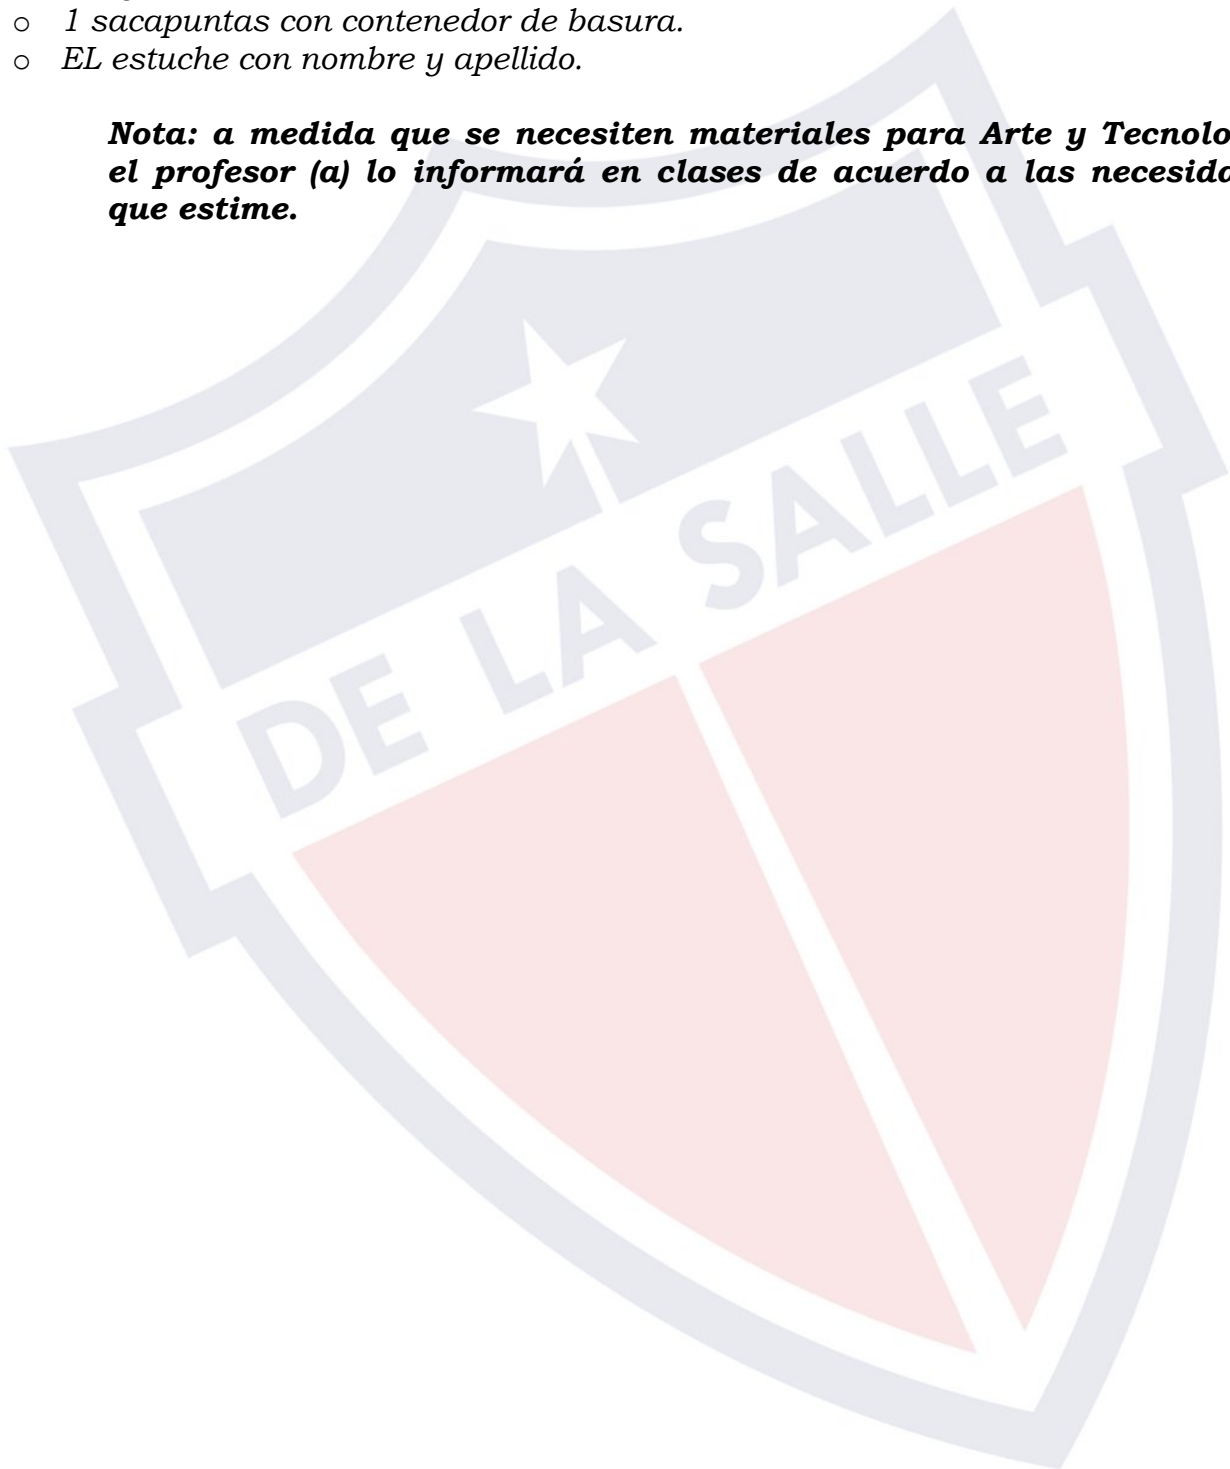 o 1 sacapuntas con contenedor de basura.
o EL estuche con nombre y apellido.
Nota: a medida que se necesiten materiales para Arte y Tecnolo
el profesor (a) lo informará en clases de acuerdo a las necesida
que estime.
DE LA SALLE